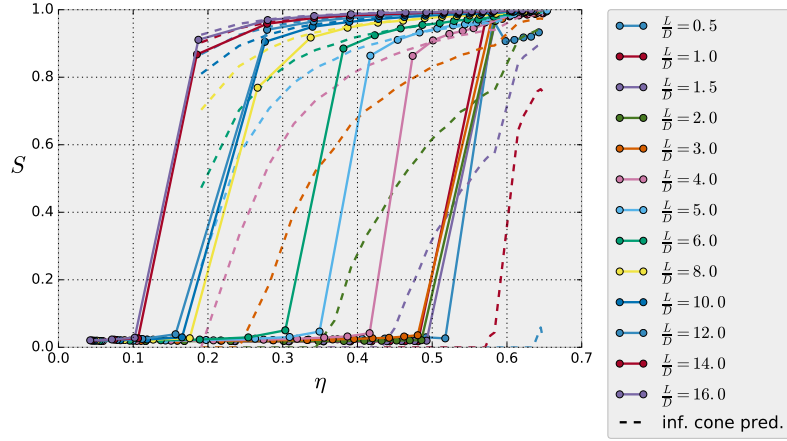 1.0
0.8
0.6
0.4
0.2
0.0
S
0.0 0.1 0.2 0.3 0.4 0.5 0.6 0.7
η
L/D = 0.5
L/D = 1.0
L/D = 1.5
L/D = 2.0
L/D = 3.0
L/D = 4.0
L/D = 5.0
L/D = 6.0
L/D = 8.0
L/D = 10.0
L/D = 12.0
L/D = 14.0
L/D = 16.0
inf. cone pred.